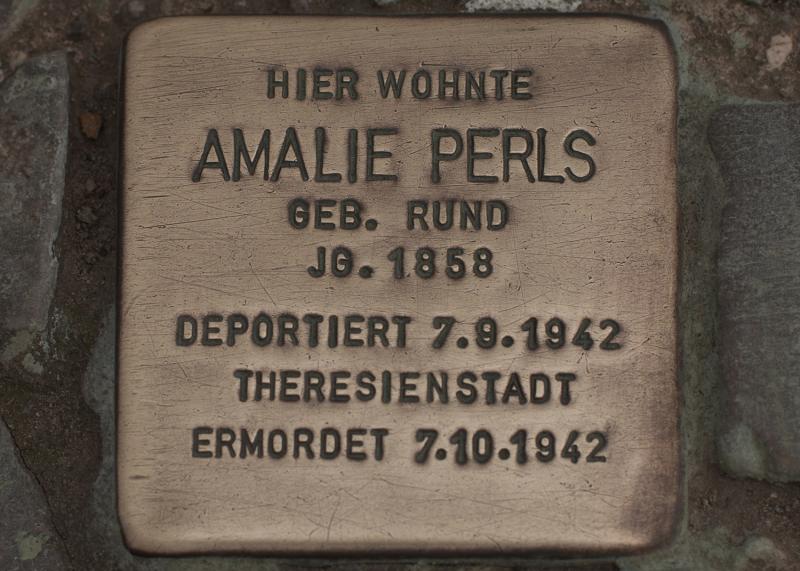 HIER WOHNTE
AMALIE PERLS
GEB. RUND
JG. 1858
DEPORTIERT 7.9.1942
THERESIENSTADT
ERMORDET 7.10.1942